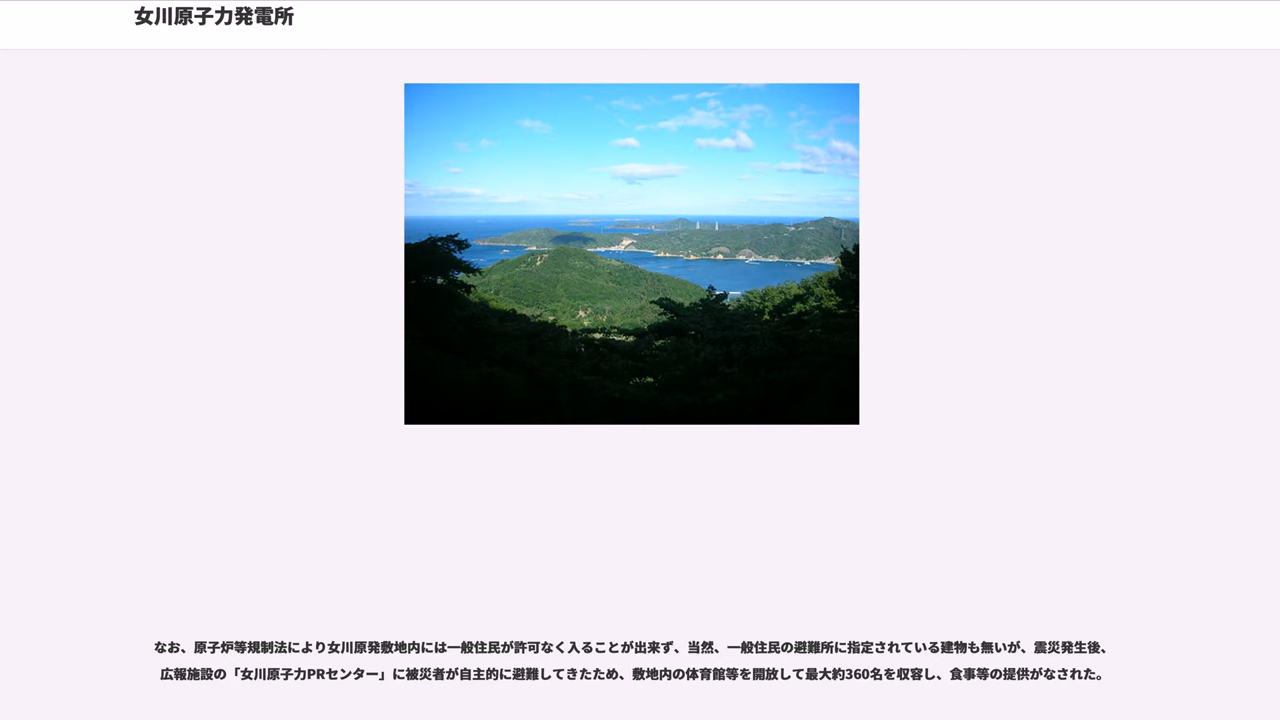 女川原子力発電所
なお、原子炉等規制法により女川原発敷地内には一般住民が許可なく入ることが出来ず、当然、一般住民の避難所に指定されている建物も無いが、震災発生後、
広報施設の「女川原子力PRセンター」に被災者が自主的に避難してきたため、敷地内の体育館等を開放して最大約360名を収容し、食事等の提供がなされた。